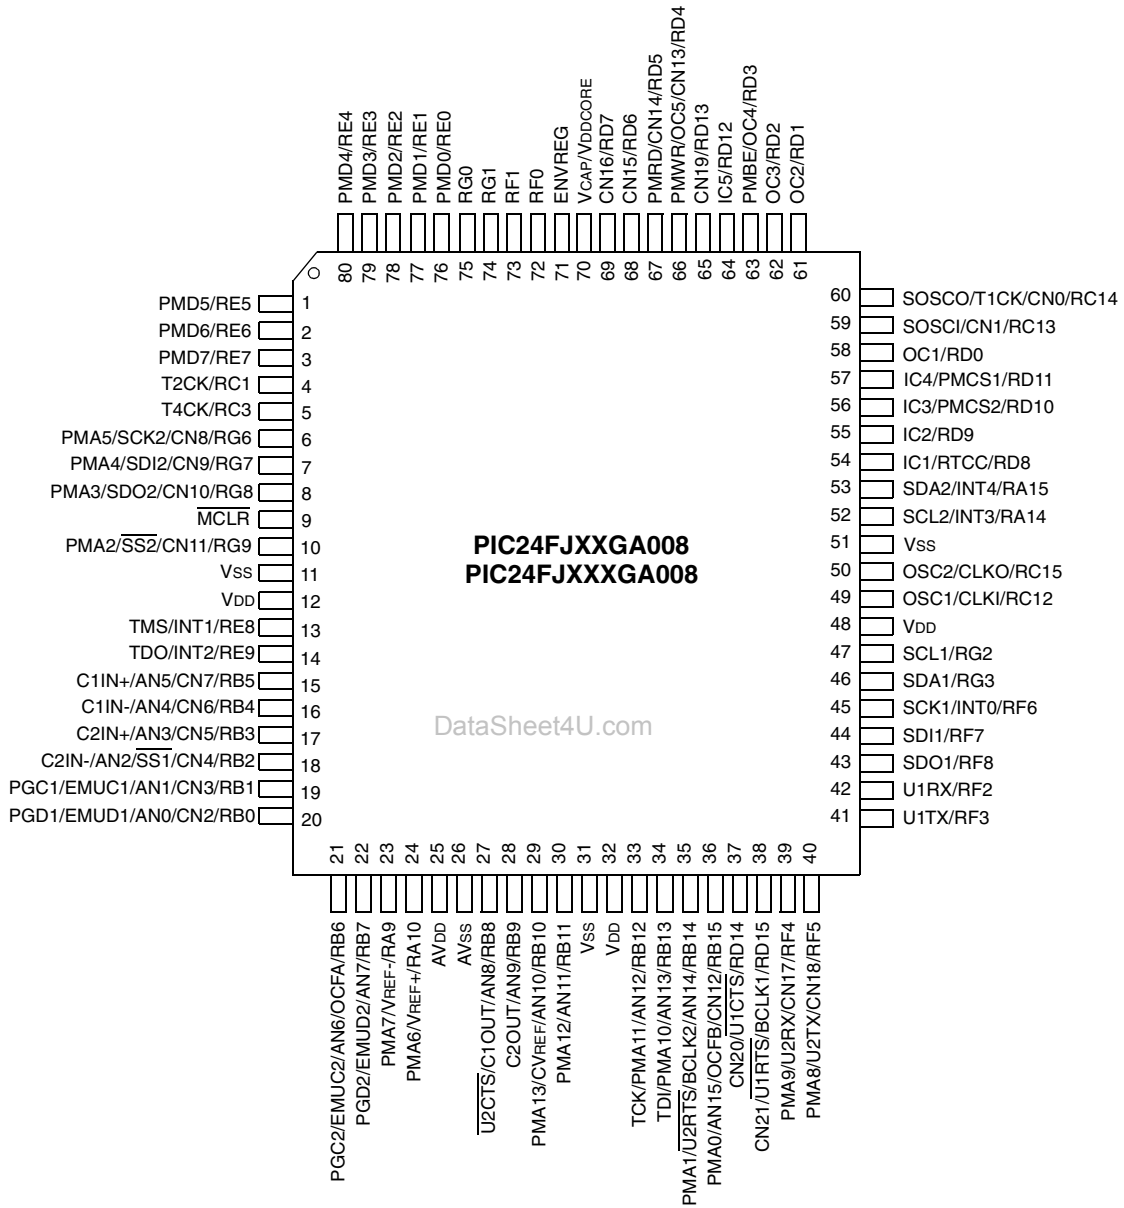 PMD4/RE4
PMD3/RE3
PMD2/RE2
PMD1/RE1
PMD0/RE0
RG0
RG1
RF1
RF0
ENVREG
VCAP/VDDCORE
CN16/RD7
CN15/RD6
PMRD/CN14/RD5
PMWR/OC5/CN13/RD4
CN19/RD13
IC5/RD12
PMBE/OC4/RD3
OC3/RD2
OC2/RD1
80 79 78 77 76 75 74 73 72 71 70 69 68 67 66 65 64 63 62 61
PMD5/RE5 1
PMD6/RE6 2
PMD7/RE7 3
T2CK/RC1 4
T4CK/RC3 5
PMA5/SCK2/CN8/RG6 6
PMA4/SDI2/CN9/RG7 7
PMA3/SDO2/CN10/RG8 8
MCLR 9
PMA2/SS2/CN11/RG9 10
VSS 11
VDD 12
TMS/INT1/RE8 13
TDO/INT2/RE9 14
C1IN+/AN5/CN7/RB5 15
C1IN-/AN4/CN6/RB4 16
C2IN+/AN3/CN5/RB3 17
C2IN-/AN2/SS1/CN4/RB2 18
PGC1/EMUC1/AN1/CN3/RB1 19
PGD1/EMUD1/AN0/CN2/RB0 20
PIC24FJXXGA008
PIC24FJXXXGA008
DataSheet4U.com
60 SOSCO/T1CK/CN0/RC14
59 SOSCI/CN1/RC13
58 OC1/RD0
57 IC4/PMCS1/RD11
56 IC3/PMCS2/RD10
55 IC2/RD9
54 IC1/RTCC/RD8
53 SDA2/INT4/RA15
52 SCL2/INT3/RA14
51 VSS
50 OSC2/CLKO/RC15
49 OSC1/CLKI/RC12
48 VDD
47 SCL1/RG2
46 SDA1/RG3
45 SCK1/INT0/RF6
44 SDI1/RF7
43 SDO1/RF8
42 U1RX/RF2
41 U1TX/RF3
21 22 23 24 25 26 27 28 29 30 31 32 33 34 35 36 37 38 39 40
PGC2/EMUC2/AN6/OCFA/RB6
PGD2/EMUD2/AN7/RB7
PMA7/VREF-/RA9
PMA6/VREF+/RA10
AVDD
AVSS
U2CTS/C1OUT/AN8/RB8
C2OUT/AN9/RB9
PMA13/CVREF/AN10/RB10
PMA12/AN11/RB11
VSS
VDD
TCK/PMA11/AN12/RB12
TDI/PMA10/AN13/RB13
PMA1/U2RTS/BCLK2/AN14/RB14
PMA0/AN15/OCFB/CN12/RB15
CN20/U1CTS/RD14
CN21/U1RTS/BCLK1/RD15
PMA9/U2RX/CN17/RF4
PMA8/U2TX/CN18/RF5